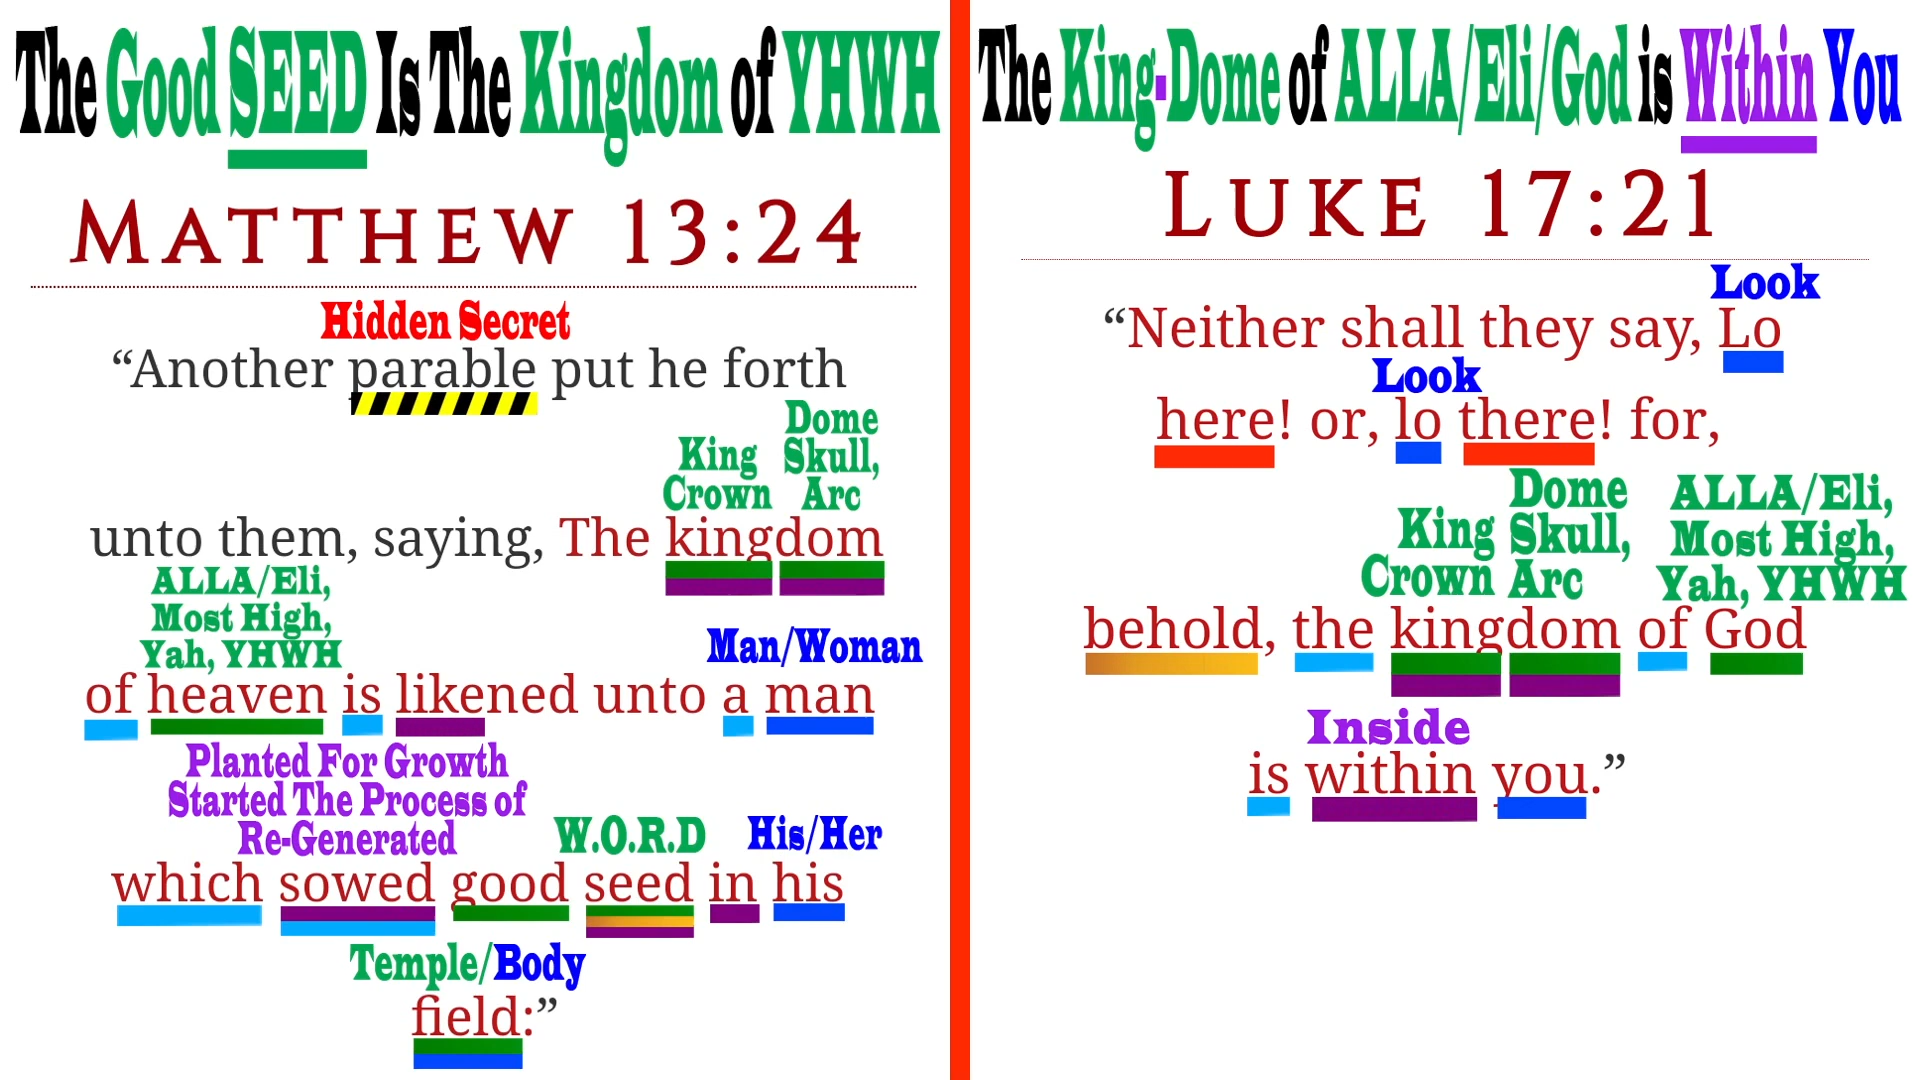 The Good SEED Is The Kingdom of YHWH
MATTHEW 13:24
Hidden Secret
“Another parable put he forth
King Crown
Dome Skull, Arc
unto them, saying, The kingdom
ALLA/Eli,
Most High,
Yah, YHWH
Man/Woman
of heaven is likened unto a man
Planted For Growth
Started The Process of
Re-Generated
W.O.R.D
His/Her
which sowed good seed in his
Temple/Body
field:”
The King-Dome of ALLA/Eli/God is Within You
LUKE 17:21
Look
“Neither shall they say, Lo
Look
here! or, lo there! for,
King Crown
Dome Skull, Arc
ALLA/Eli,
Most High,
Yah, YHWH
behold, the kingdom of God
Inside
is within you.”